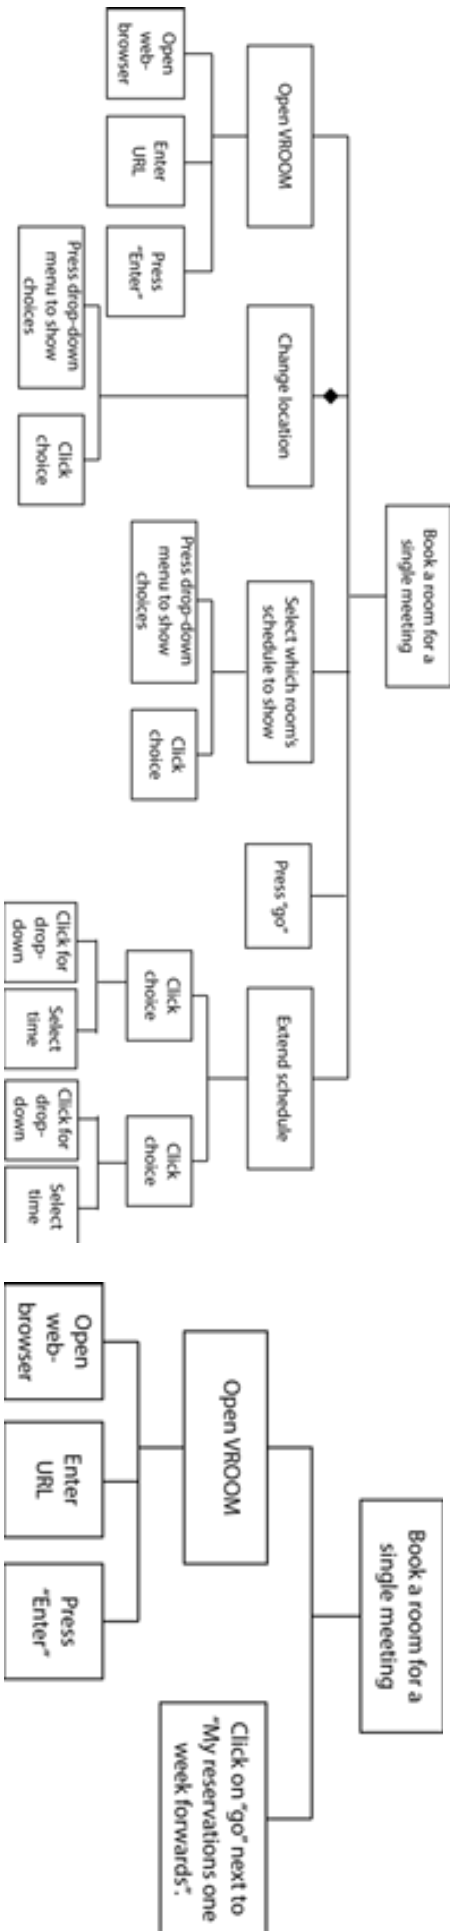 Book a room for a
single meeting
Open VROOM
Change location
Select which room's
schedule to show
Press "go"
Extend schedule
Open
web-
browser
Enter
URL
Press
"Enter"
Press drop-down
menu to show
choices
Click
choice
Press drop-down
menu to show
choices
Click
choice
Click
choice
Click
choice
Click for
drop-
down
Select
time
Click for
drop-
down
Select
time
Book a room for a
single meeting
Open VROOM
Click on "go" next to
"My reservations one
week forwards".
Open
web-
browser
Enter
URL
Press
"Enter"